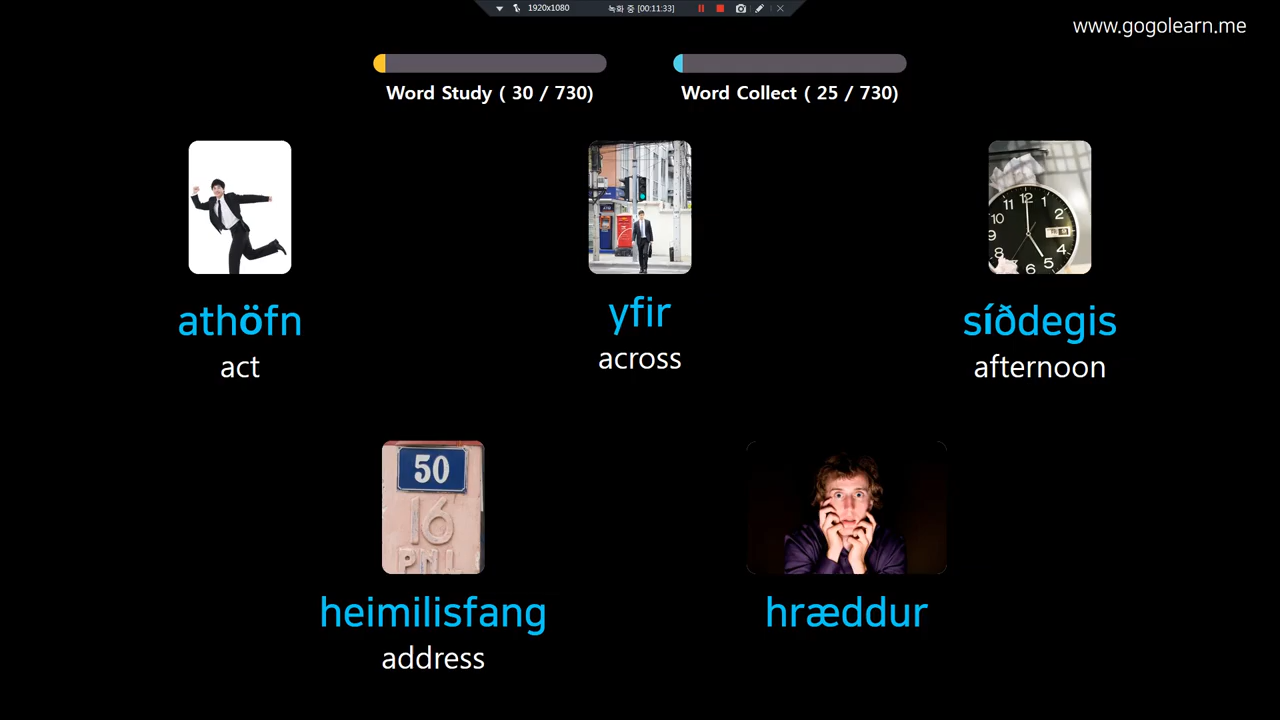 1920x1080 녹화 중 [00:11:33]
www.gogolearn.me
Word Study ( 30 / 730) Word Collect ( 25 / 730)
athöfn yfir síðdegis
act across afternoon
50
16
heimilisfang hræddur
address